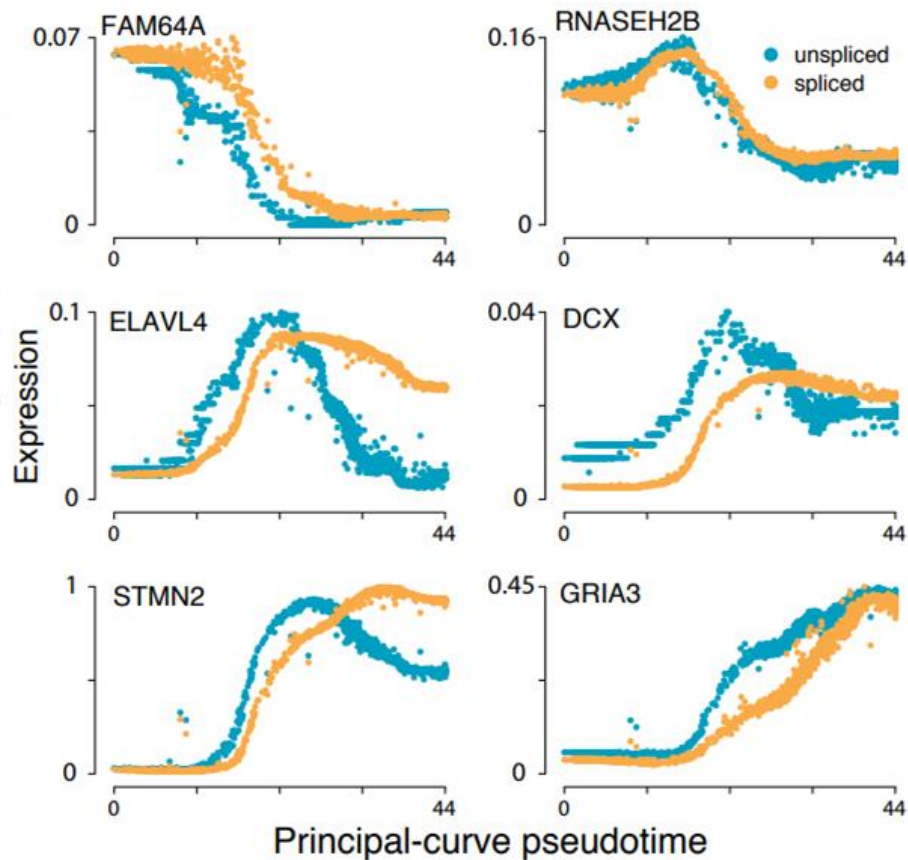 FAM64A
0.07
0
0
44
RNASEH2B
0.16
0
0
44
unspliced
spliced
ELAVL4
0.1
0
0
44
DCX
0.04
0
0
44
STMN2
1
0
0
44
GRIA3
0.45
0
0
44
Expression
Principal-curve pseudotime